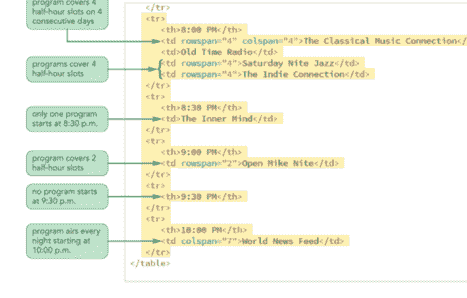 program covers 4
half-hour slots on 4
consecutive days
programs cover 4
half-hour slots
only one program
starts at 8:30 p.m.
program covers 2
half-hour slots
no program starts
at 9:30 p.m.
program airs every
night starting at
10:00 p.m.
</tr>
<tr>
<th>8:00 PM</th>
<td rowspan="4" colspan="4">The Classical Music Connection</
<td>Old Time Radio</td>
<td rowspan="4">Saturday Nite Jazz</td>
<td rowspan="4">The Indie Connection</td>
</tr>
<tr>
<th>8:30 PM</th>
<td>The Inner Mind</td>
</tr>
<tr>
<th>9:00 PM</th>
<td rowspan="2">Open Mike Nite</td>
</tr>
<tr>
<th>9:30 PM</th>
</tr>
<tr>
<th>10:00 PM</th>
<td colspan="7">World News Feed</td>
</tr>
</table>